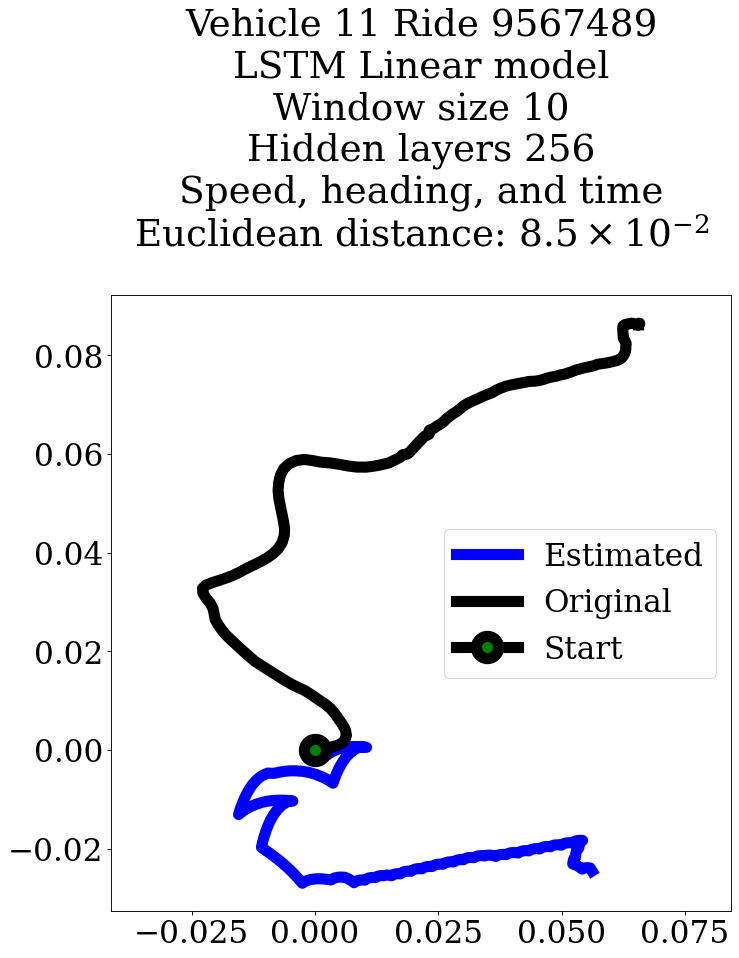 Vehicle 11 Ride 9567489
LSTM Linear model
Window size 10
Hidden layers 256
Speed, heading, and time
Euclidean distance: 8.5 × 10⁻²
0.08
0.06
0.04
0.02
0.00
−0.02
Estimated
Original
Start
−0.025 0.000 0.025 0.050 0.075